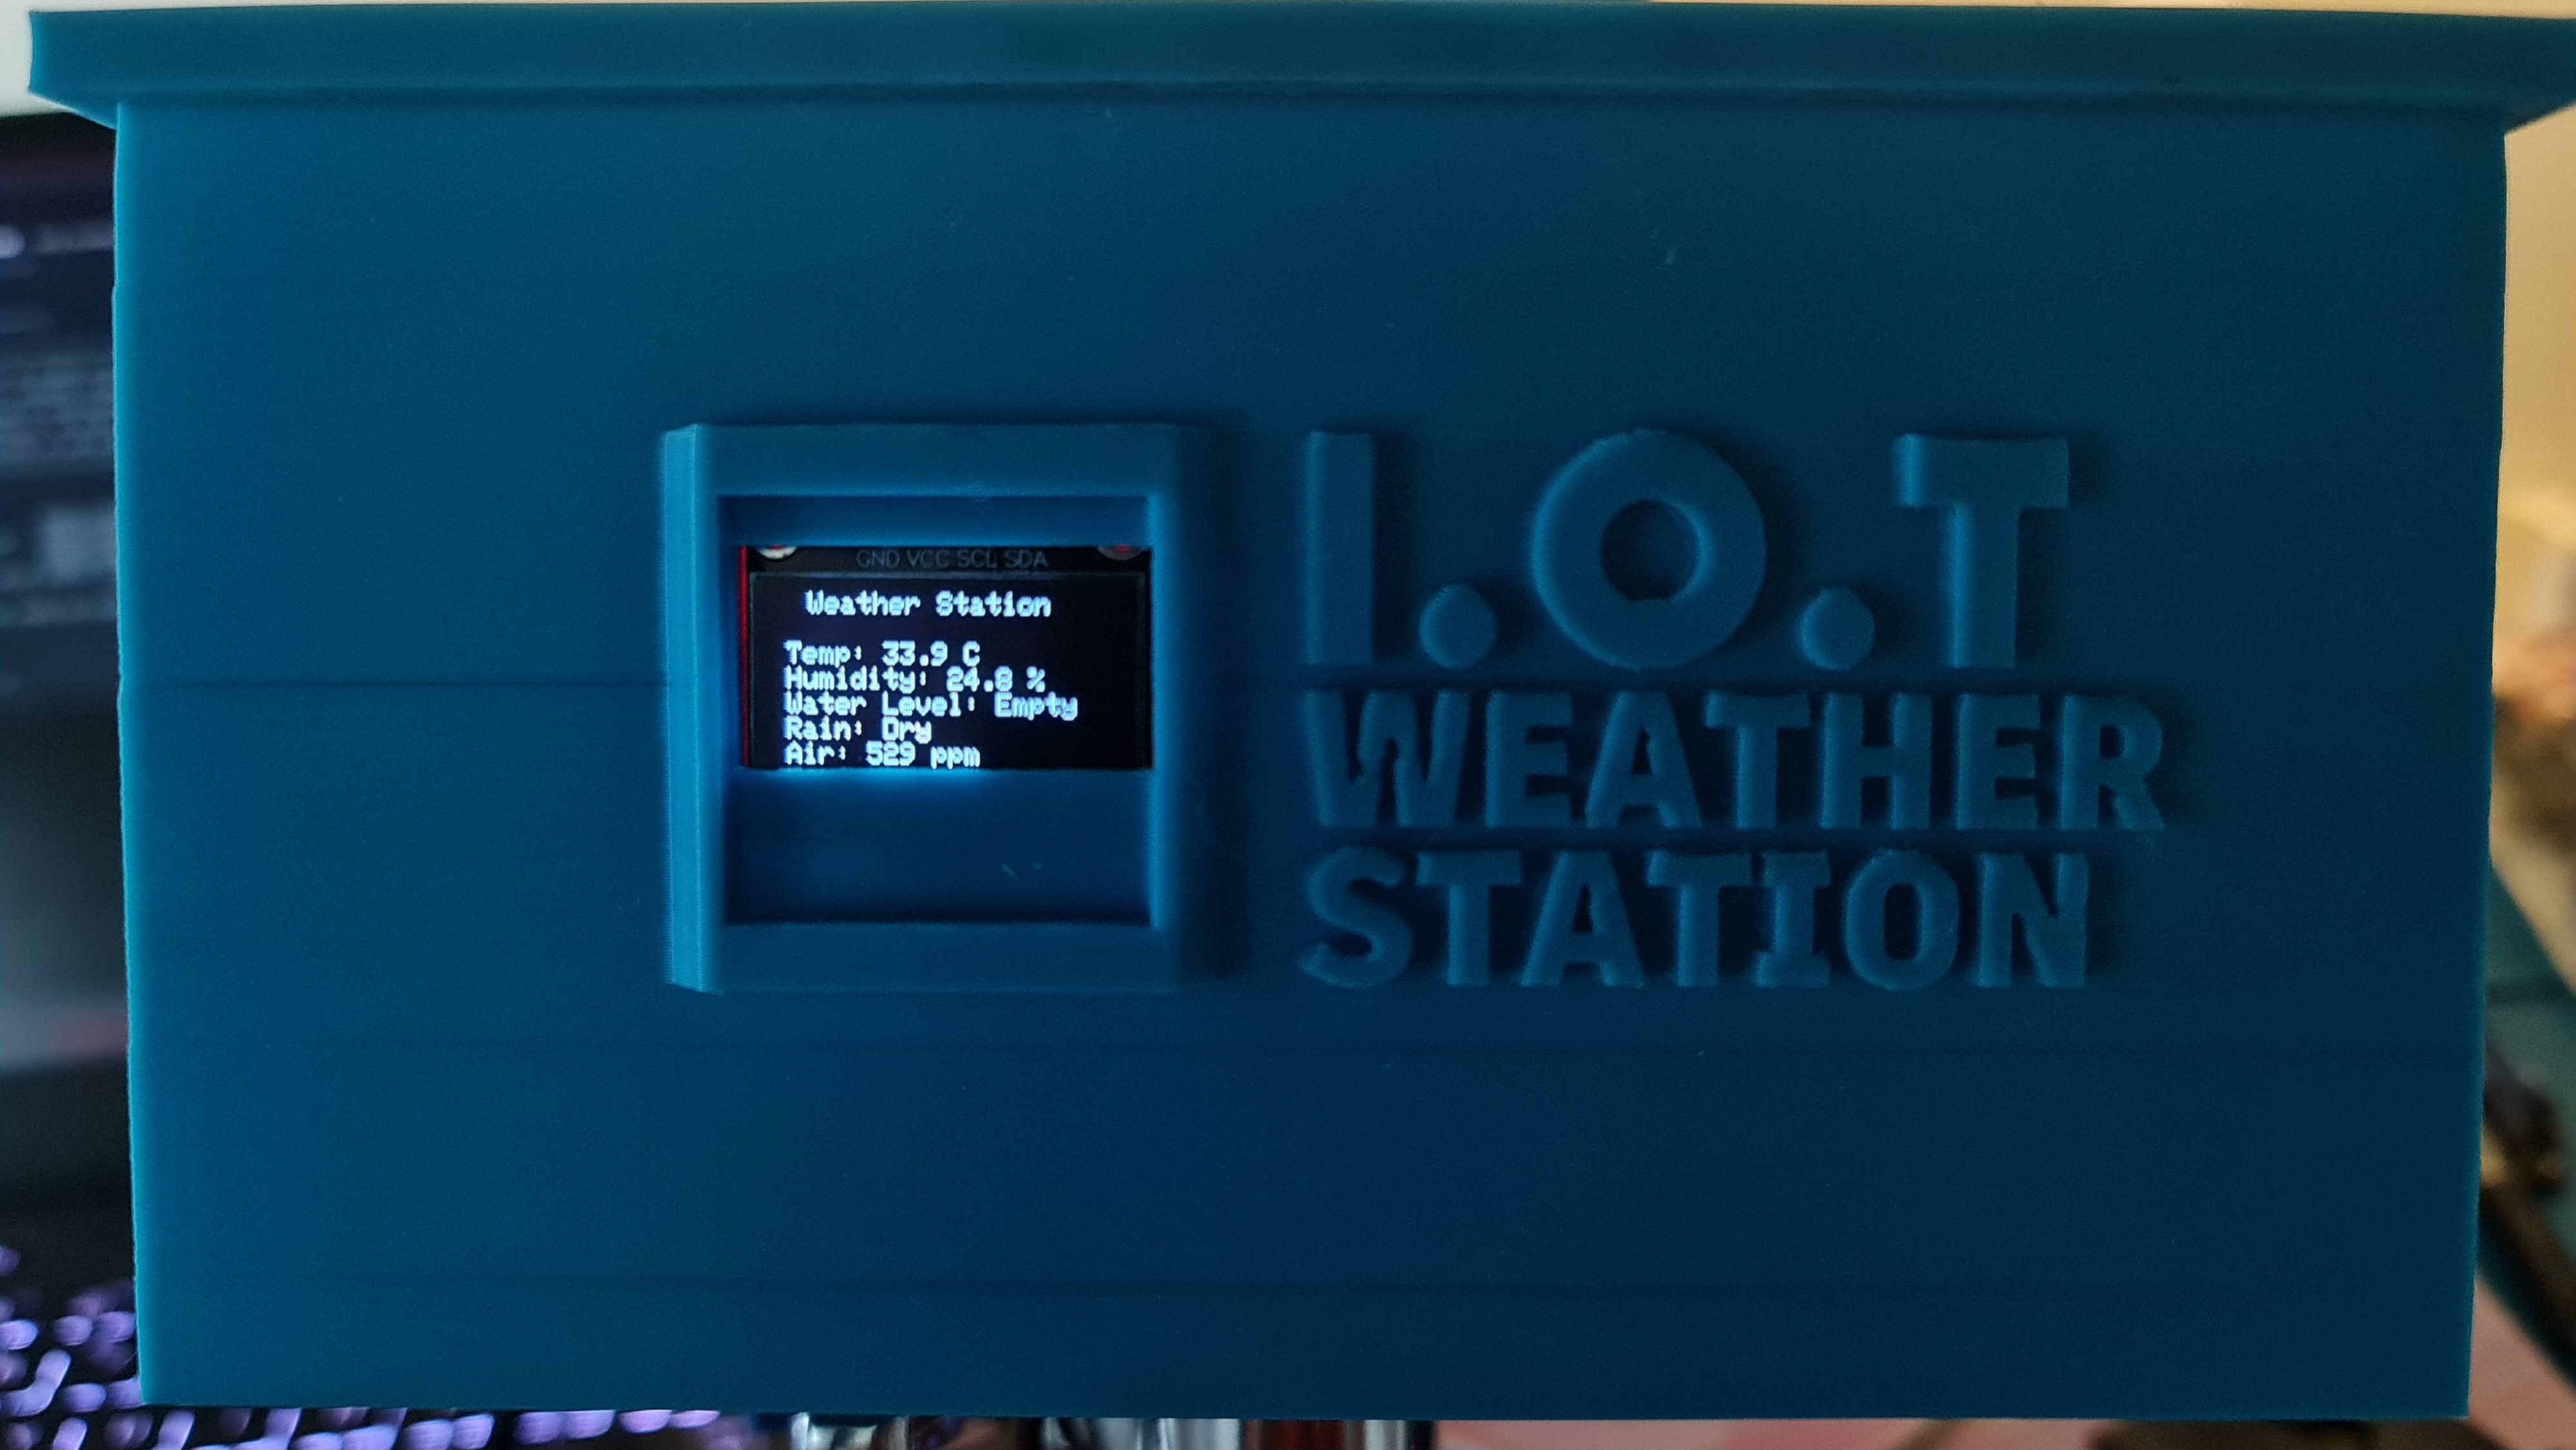 GND VCC SCL SDA
Weather Station
Temp: 33.9 C
Humidity: 24.8 %
Water Level: Empty
Rain: Dry
Air: 529 ppm
I.O.T
WEATHER
STATION